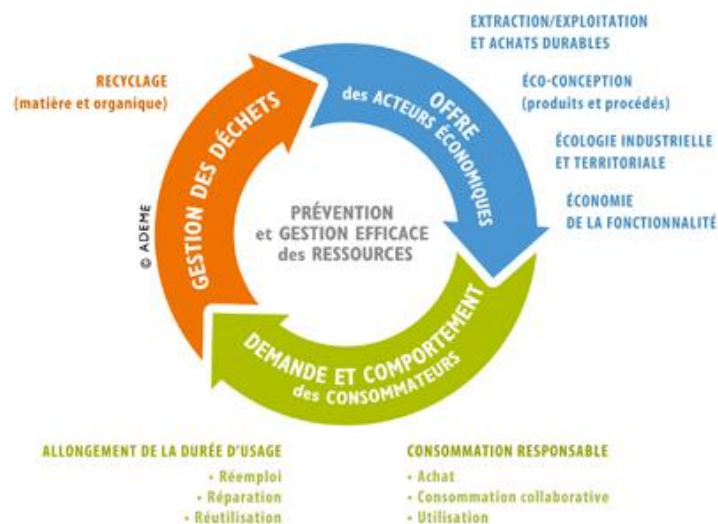 EXTRACTION/EXPLOITATION
ET ACHATS DURABLES
RECYCLAGE
(matière et organique)
ÉCO-CONCEPTION
(produits et procédés)
ÉCOLOGIE INDUSTRIELLE
ET TERRITORIALE
ÉCONOMIE
DE LA FONCTIONNALITÉ
OFFRE
des ACTEURS ÉCONOMIQUES
GESTION DES DÉCHETS
PRÉVENTION
et GESTION EFFICACE
des RESSOURCES
© ADEME
DEMANDE ET COMPORTEMENT
des CONSOMMATEURS
ALLONGEMENT DE LA DURÉE D'USAGE
• Réemploi
• Réparation
• Réutilisation
CONSOMMATION RESPONSABLE
• Achat
• Consommation collaborative
• Utilisation